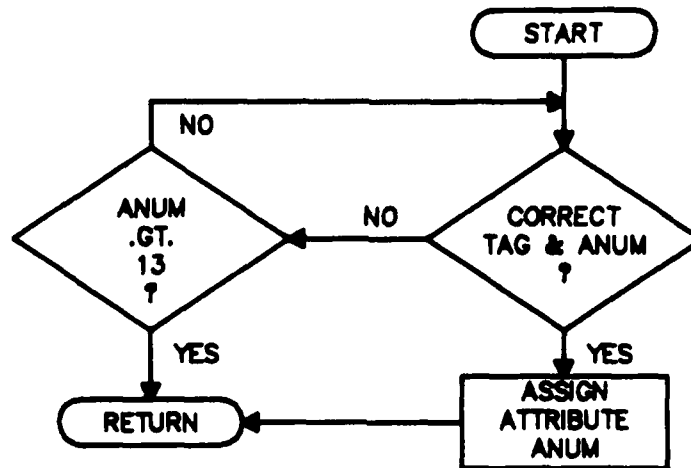 START
NO
ANUM
.GT.
13
?
NO
CORRECT
TAG & ANUM
?
YES
YES
RETURN
ASSIGN
ATTRIBUTE
ANUM